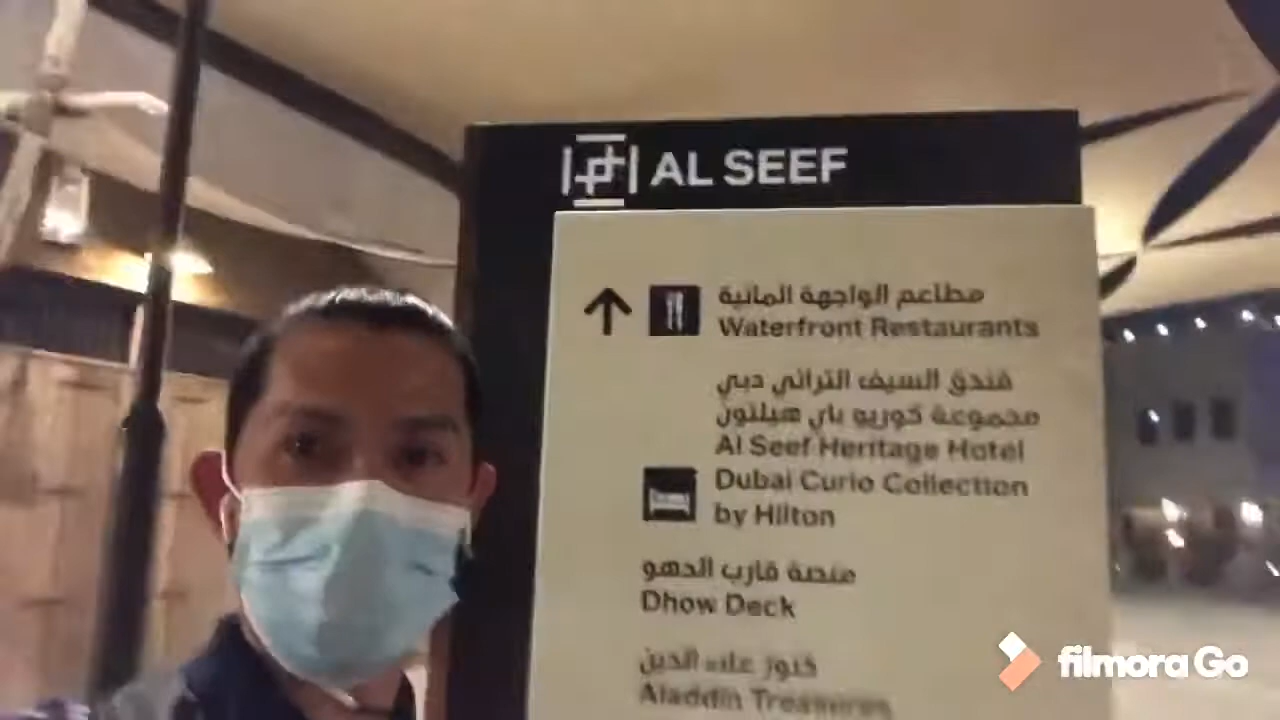 AL SEEF
مطاعم الواجهة المائية
Waterfront Restaurants
فندق السيف التراثي دبي
مجموعة كوريو باي هيلتون
Al Seef Heritage Hotel
Dubai Curio Collection
by Hilton
منصة قارب الدهو
Dhow Deck
كنوز علاء الدين
Aladdin Treasures
filmora Go